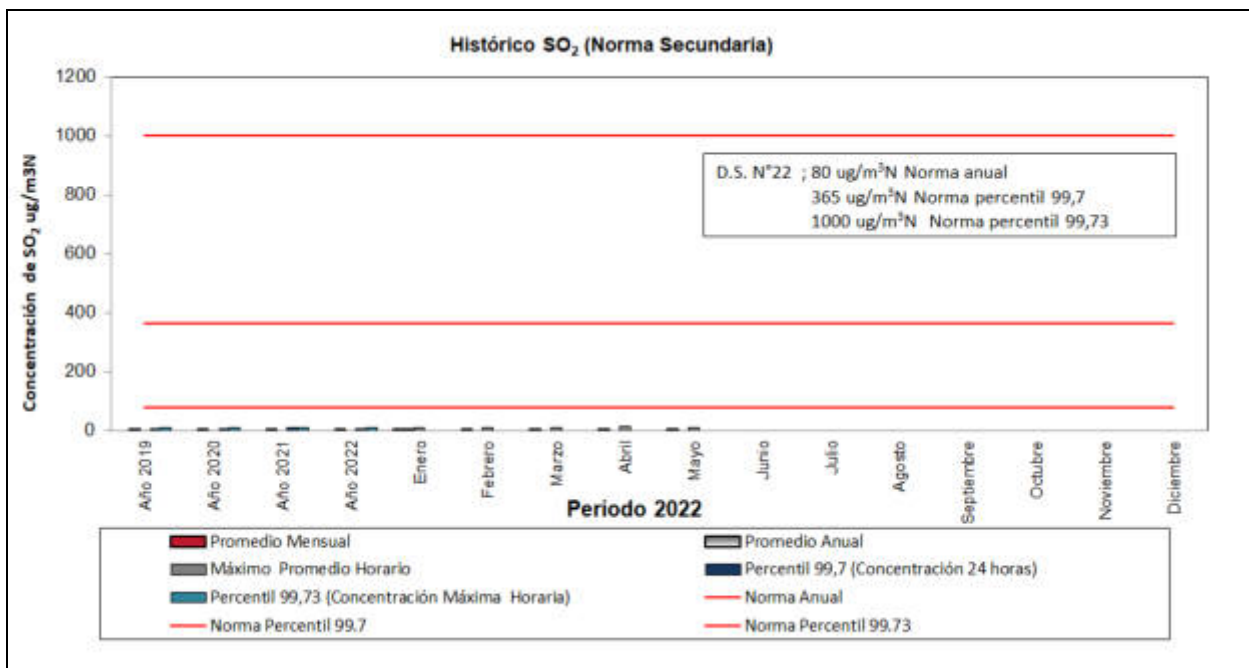 Histórico SO₂ (Norma Secundaria)
Concentración de SO₂ ug/m3N
1200
1000
800
600
400
200
0
D.S. N°22 ; 80 ug/m³N Norma anual
365 ug/m³N Norma percentil 99,7
1000 ug/m³N Norma percentil 99,73
Año 2019
Año 2020
Año 2021
Año 2022
Enero
Febrero
Marzo
Abril
Mayo
Junio
Julio
Agosto
Septiembre
Octubre
Noviembre
Diciembre
Periodo 2022
Promedio Mensual
Promedio Anual
Máximo Promedio Horario
Percentil 99,7 (Concentración 24 horas)
Percentil 99,73 (Concentración Máxima Horaria)
Norma Anual
Norma Percentil 99.7
Norma Percentil 99.73